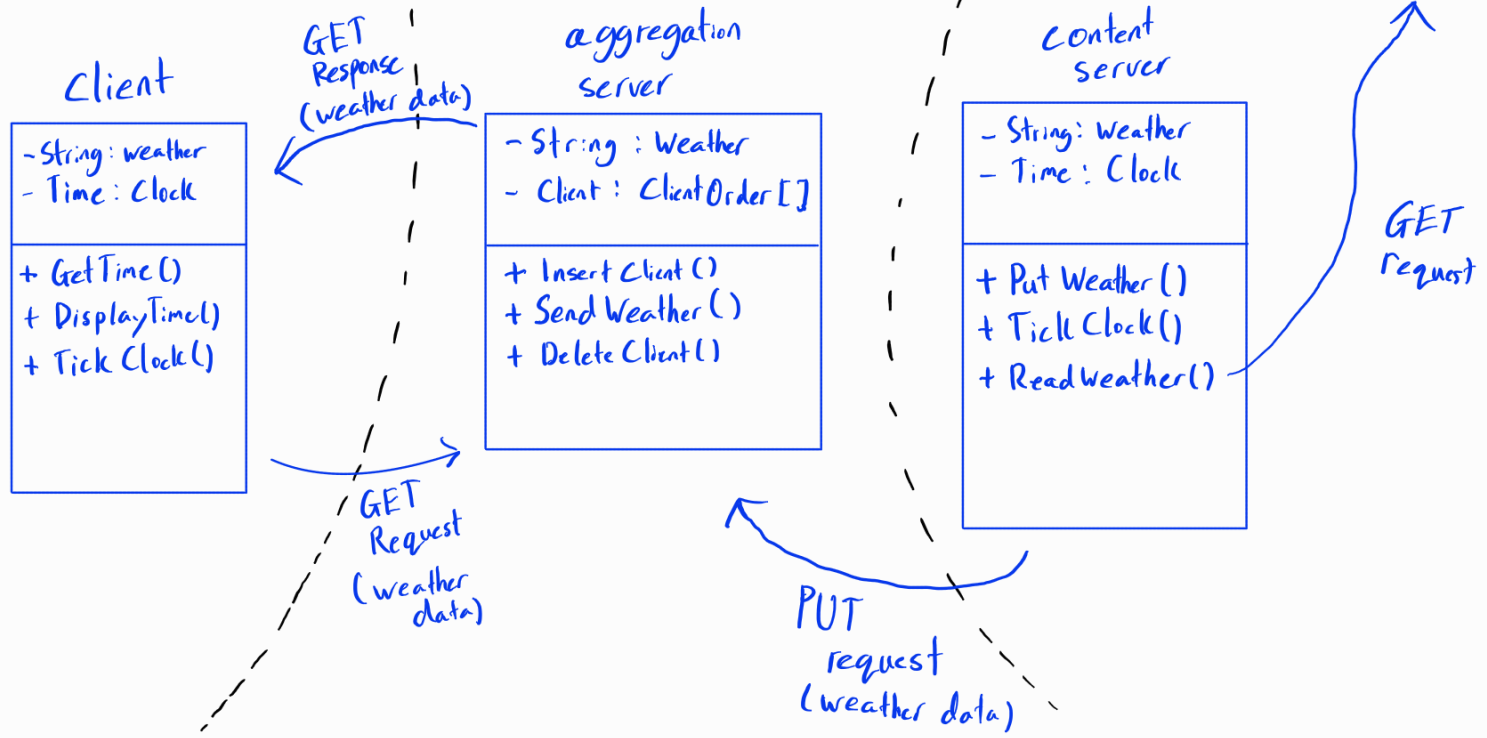 Client
- String: weather
- Time: Clock
+ GetTime()
+ DisplayTime()
+ Tick Clock()
GET
Response
(weather data)
GET
Request
(weather
data)
aggregation
server
- String : Weather
- Client : ClientOrder []
+ Insert Client()
+ Send Weather()
+ Delete Client()
PUT
request
(weather data)
content
server
- String: Weather
- Time : Clock
+ Put Weather()
+ Tick Clock()
+ ReadWeather()
GET
request